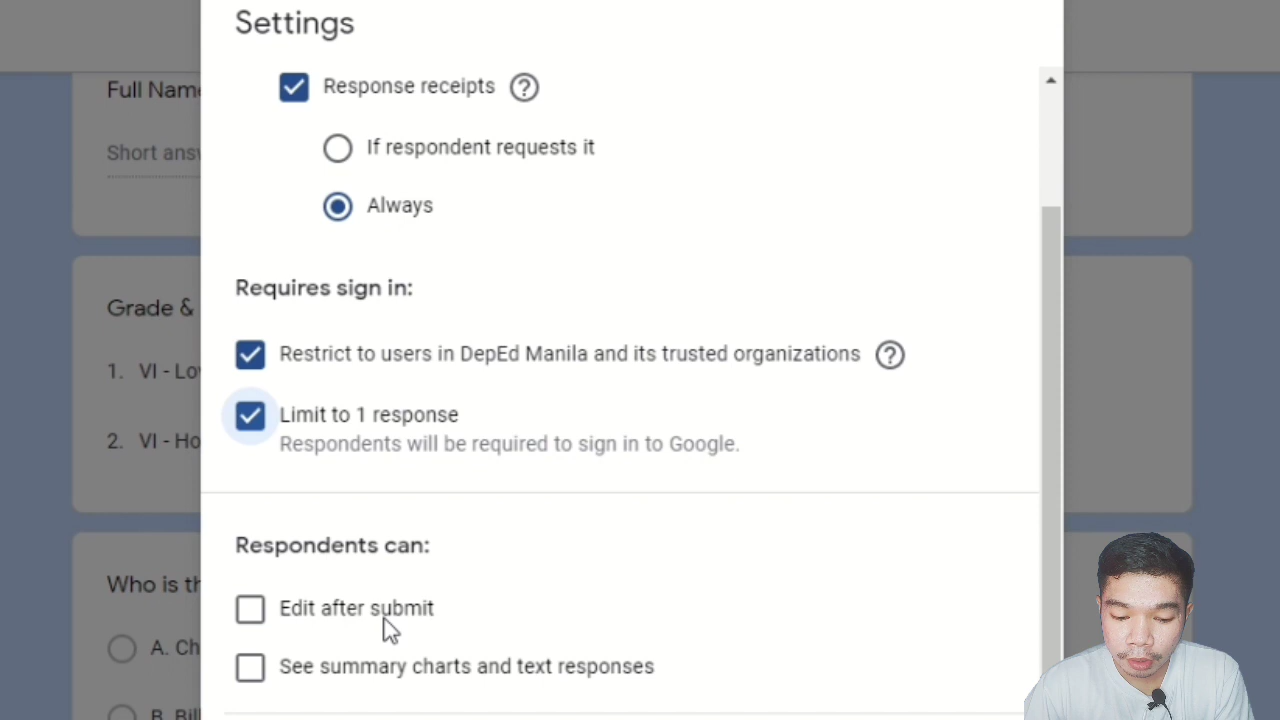 Settings
Full Name
Response receipts
Short answ
If respondent requests it
Always
Requires sign in:
Grade &
Restrict to users in DepEd Manila and its trusted organizations
1. VI - Lo
Limit to 1 response
2. VI - Ho
Respondents will be required to sign in to Google.
Respondents can:
Who is th
Edit after submit
A. Ch
See summary charts and text responses
B. Bill